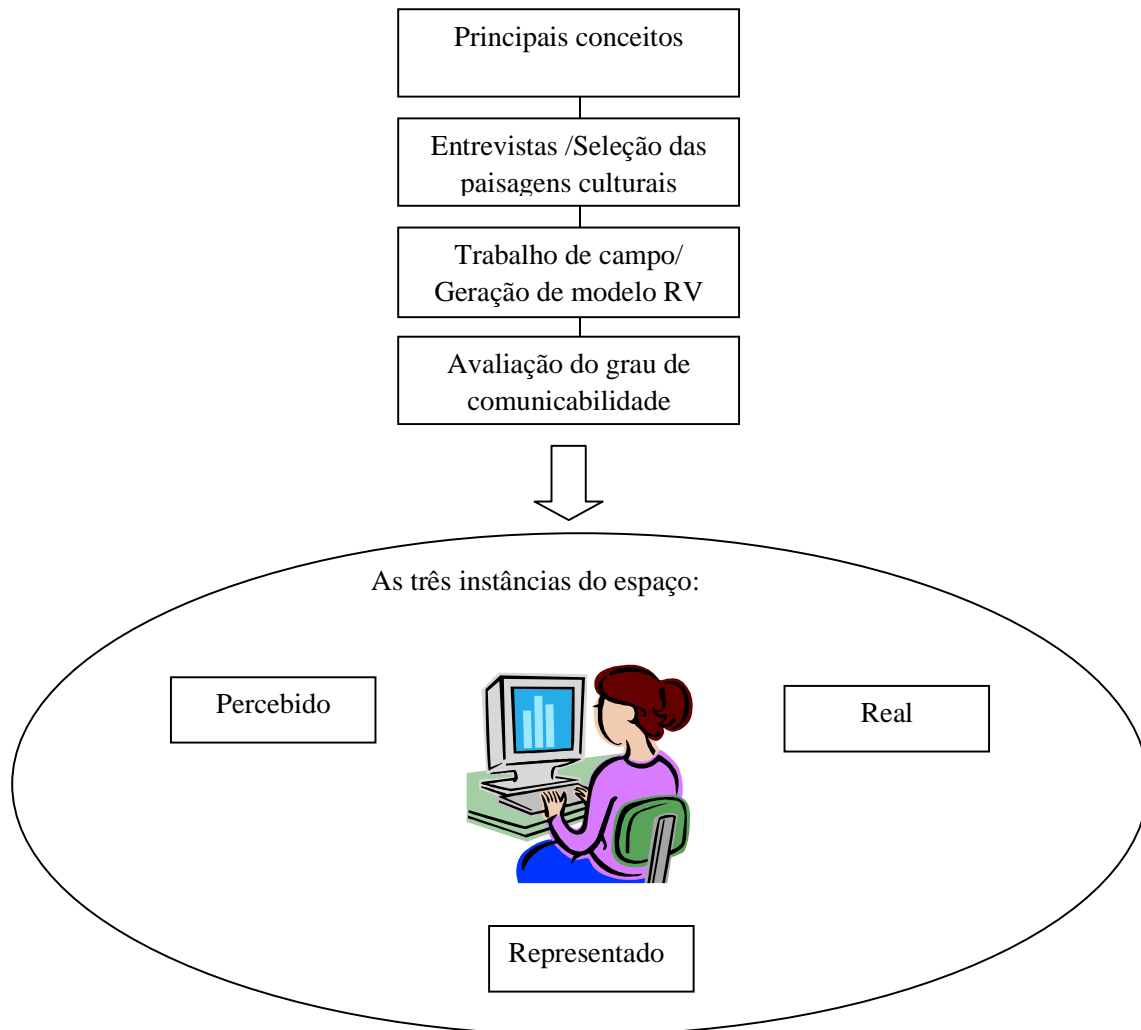 Principais conceitos
Entrevistas /Seleção das
paisagens culturais
Trabalho de campo/
Geração de modelo RV
Avaliação do grau de
comunicabilidade
As três instâncias do espaço:
Percebido
Real
Representado